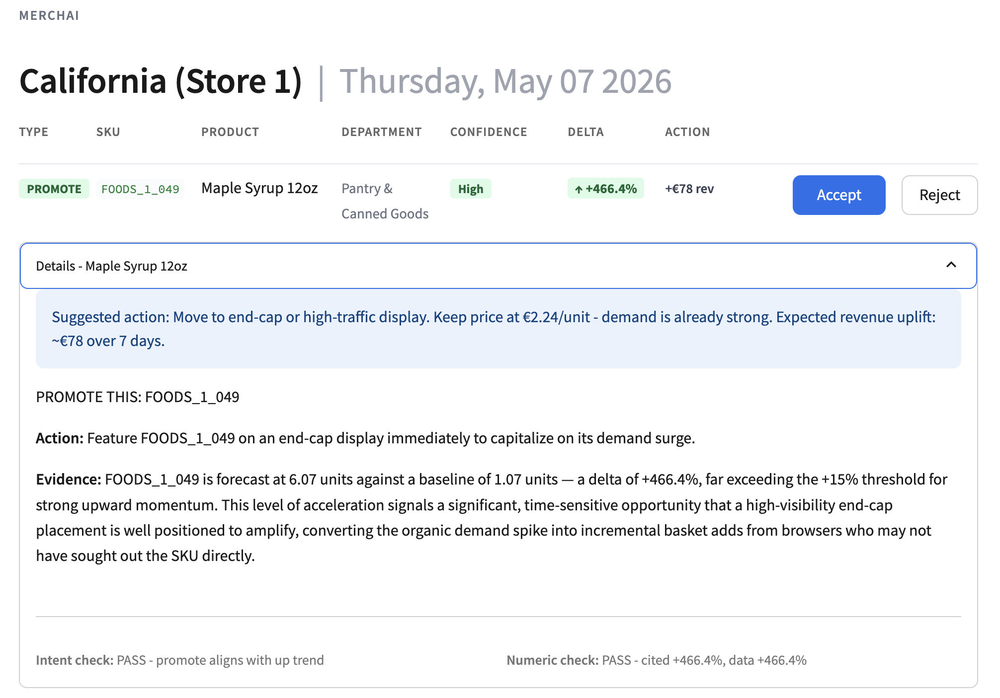 MERCHAI
California (Store 1) | Thursday, May 07 2026
TYPE SKU PRODUCT DEPARTMENT CONFIDENCE DELTA ACTION
PROMOTE FOODS_1_049 Maple Syrup 12oz Pantry & High ↑ +466.4% +€78 rev Accept Reject
Canned Goods
Details - Maple Syrup 12oz
Suggested action: Move to end-cap or high-traffic display. Keep price at €2.24/unit - demand is already strong. Expected revenue uplift:
~€78 over 7 days.
PROMOTE THIS: FOODS_1_049
Action: Feature FOODS_1_049 on an end-cap display immediately to capitalize on its demand surge.
Evidence: FOODS_1_049 is forecast at 6.07 units against a baseline of 1.07 units — a delta of +466.4%, far exceeding the +15% threshold for
strong upward momentum. This level of acceleration signals a significant, time-sensitive opportunity that a high-visibility end-cap
placement is well positioned to amplify, converting the organic demand spike into incremental basket adds from browsers who may not
have sought out the SKU directly.
Intent check: PASS - promote aligns with up trend Numeric check: PASS - cited +466.4%, data +466.4%